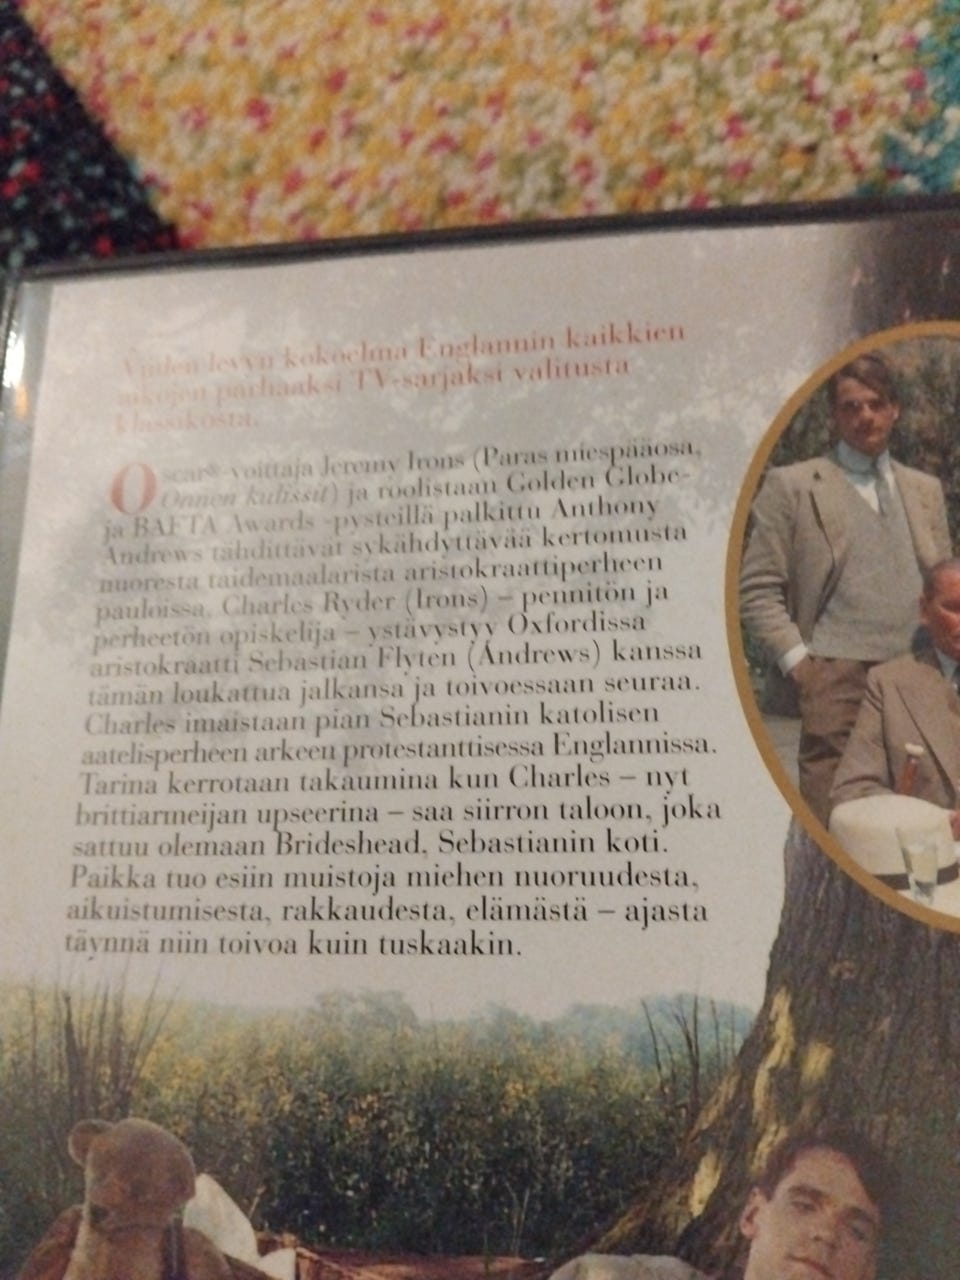 Viiden levyn kokoelma Englannin kaikkien
aikojen parhaaksi TV-sarjaksi valitusta
klassikosta.
Oscar®-voittaja Jeremy Irons (Paras miespääosa,
Onnen kulissit) ja roolistaan Golden Globe-
ja BAFTA Awards -pysteillä palkittu Anthony
Andrews tähdittävät sykähdyttävää kertomusta
nuoresta taidemaalarista aristokraattiperheen
pauloissa. Charles Ryder (Irons) – pennitön ja
perheetön opiskelija – ystävystyy Oxfordissa
aristokraatti Sebastian Flyten (Andrews) kanssa
tämän loukattua jalkansa ja toivoessaan seuraa.
Charles imaistaan pian Sebastianin katolisen
aatelisperheen arkeen protestanttisessa Englannissa.
Tarina kerrotaan takaumina kun Charles – nyt
brittiarmeijan upseerina – saa siirron taloon, joka
sattuu olemaan Brideshead, Sebastianin koti.
Paikka tuo esiin muistoja miehen nuoruudesta,
aikuistumisesta, rakkaudesta, elämästä – ajasta
täynnä niin toivoa kuin tuskaakin.